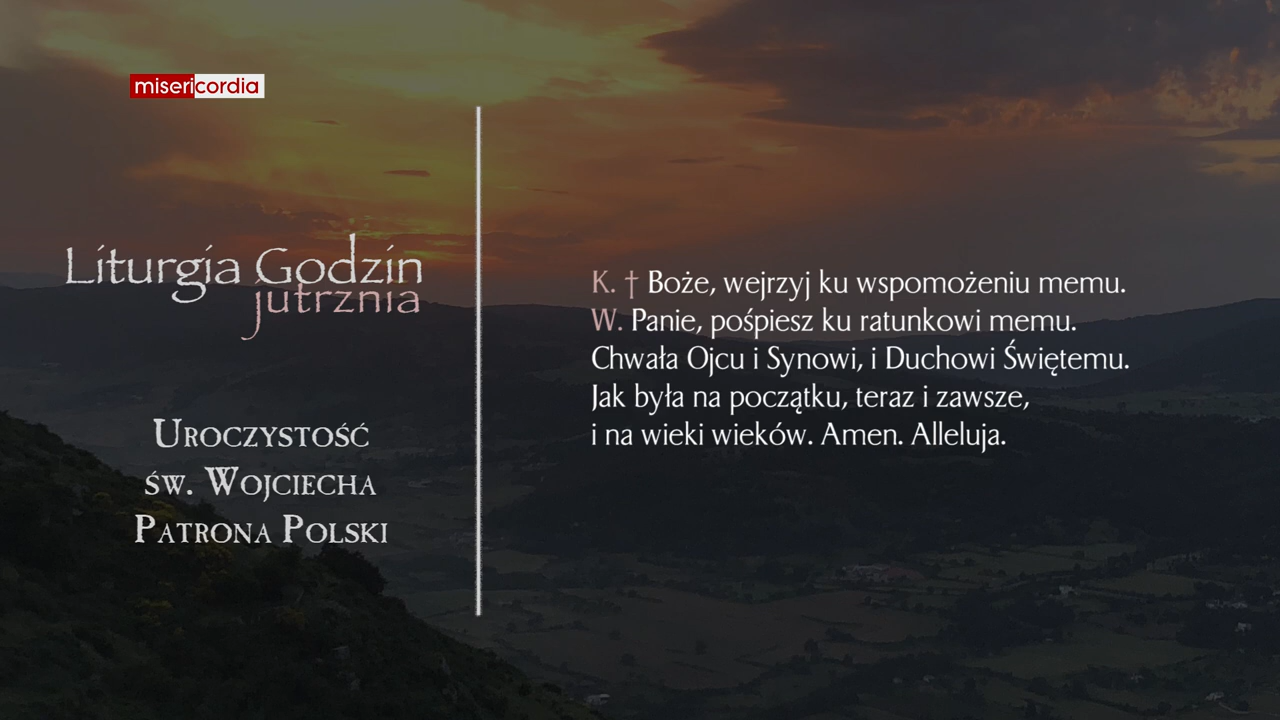 misericordia
Liturgia Godzin
jutrznia
Uroczystość
św. Wojciecha
Patrona Polski
K. † Boże, wejrzyj ku wspomożeniu memu.
W. Panie, pośpiesz ku ratunkowi memu.
Chwała Ojcu i Synowi, i Duchowi Świętemu.
Jak była na początku, teraz i zawsze,
i na wieki wieków. Amen. Alleluja.